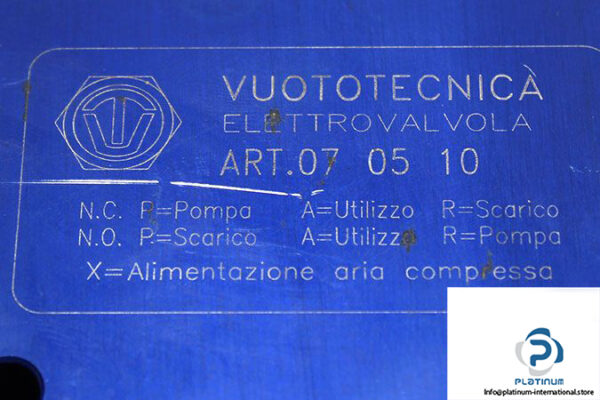 VUOTOTECNICA
ELETTROVALVOLA
ART.07 05 10
N.C. P=Pompa A=Utilizzo R=Scarico
N.O. P=Scarico A=Utilizzo R=Pompa
X=Alimentazione aria compressa
PLATINUM
Info@platinum-international.store